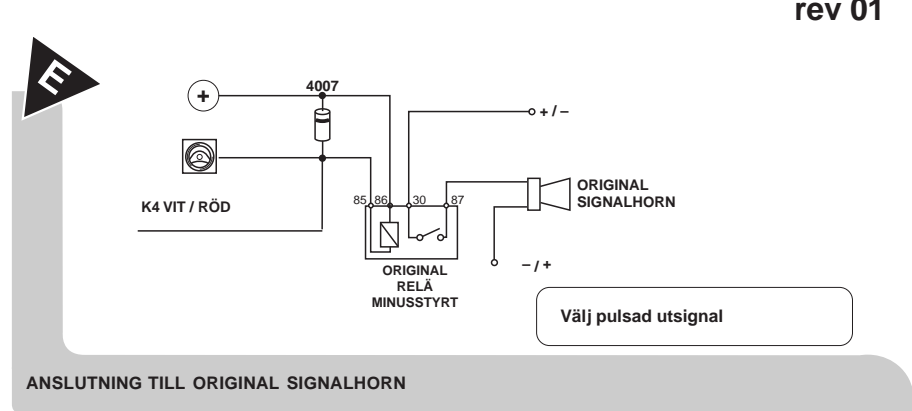 rev 01
E
4007
+
+ / –
K4 VIT / RÖD
85 86 30 87
ORIGINAL
SIGNALHORN
– / +
ORIGINAL
RELÄ
MINUSSTYRT
Välj pulsad utsignal
ANSLUTNING TILL ORIGINAL SIGNALHORN